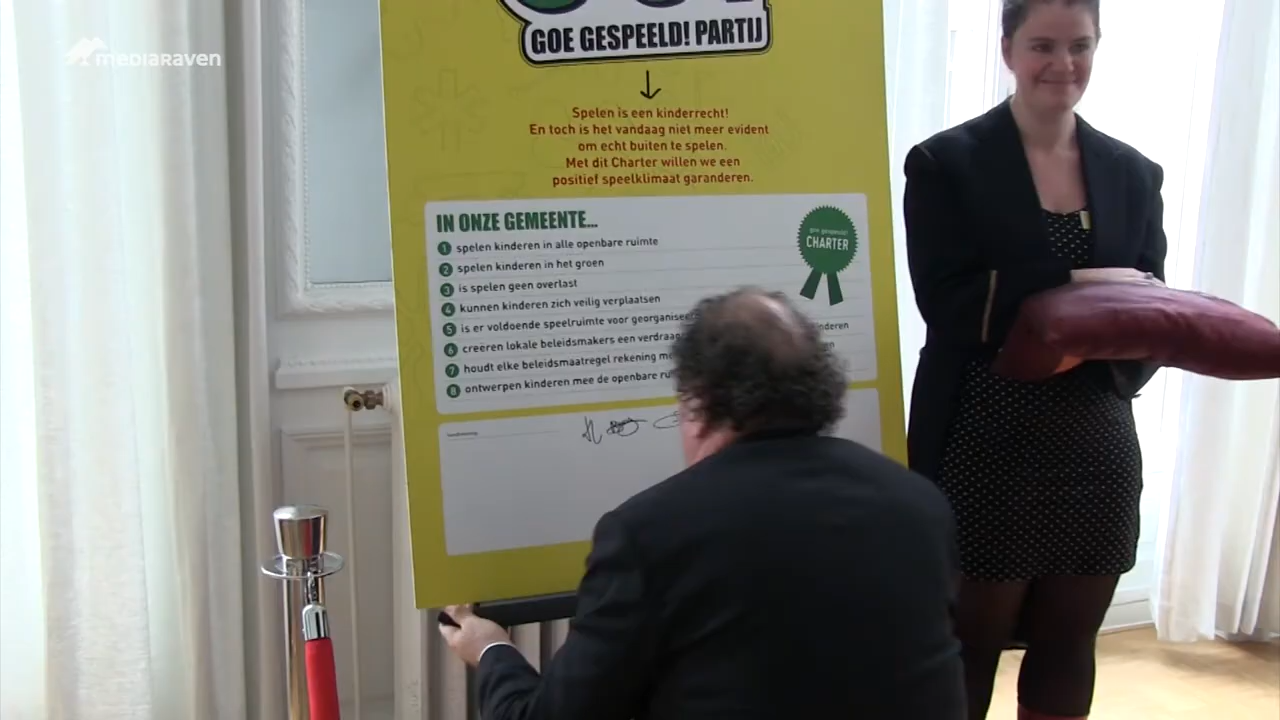 mediaraven
GOE GESPEELD! PARTIJ
Spelen is een kinderrecht!
En toch is het vandaag niet meer evident
om echt buiten te spelen.
Met dit Charter willen we een
positief speelklimaat garanderen.
IN ONZE GEMEENTE...
goe gespeeld!
CHARTER
1 spelen kinderen in alle openbare ruimte
2 spelen kinderen in het groen
3 is spelen geen overlast
4 kunnen kinderen zich veilig verplaatsen
5 is er voldoende speelruimte voor
6 creëren lokale beleidsmakers een
7 houdt elke beleidsmaatregel rekening
8 ontwerpen kinderen mee de openbare